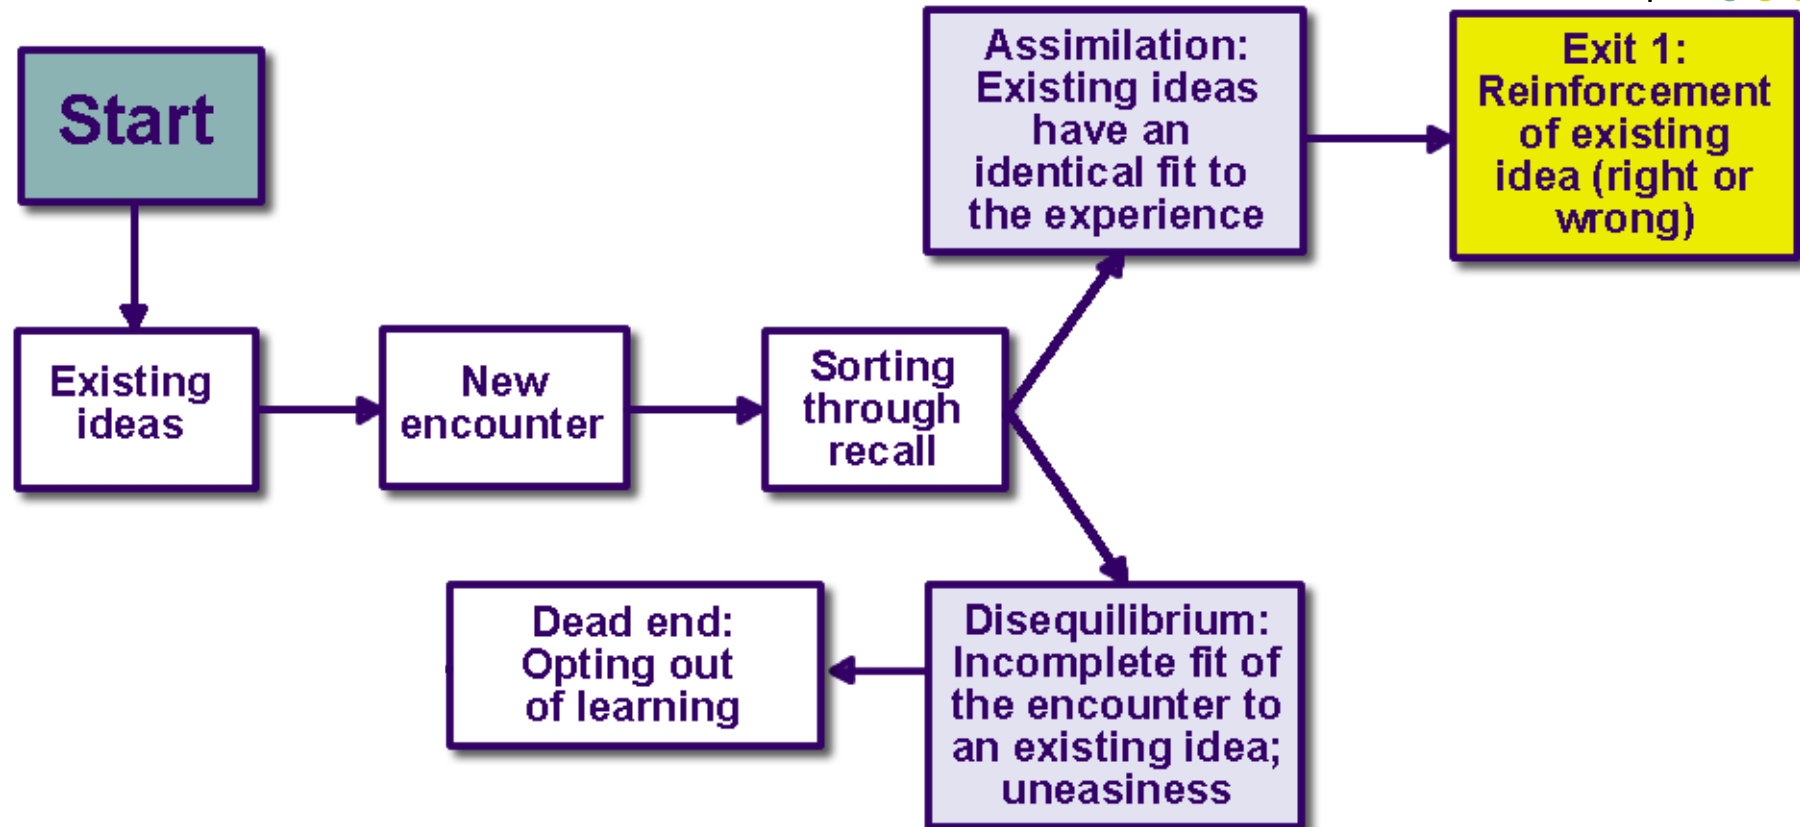 Start
Existing
ideas
New
encounter
Sorting
through
recall
Assimilation:
Existing ideas
have an
identical fit to
the experience
Exit 1:
Reinforcement
of existing
idea (right or
wrong)
Disequilibrium:
Incomplete fit of
the encounter to
an existing idea;
uneasiness
Dead end:
Opting out
of learning